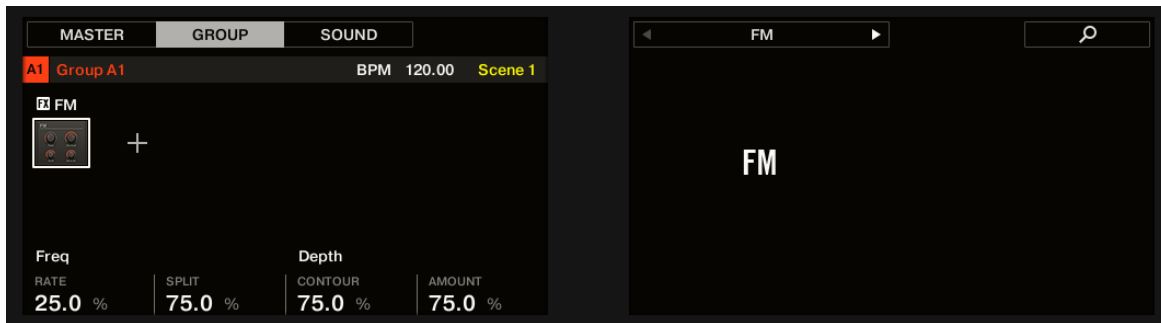 MASTER GROUP SOUND
A1 Group A1 BPM 120.00 Scene 1
FX FM
Freq Depth
RATE SPLIT CONTOUR AMOUNT
25.0 % 75.0 % 75.0 % 75.0 %
FM
FM